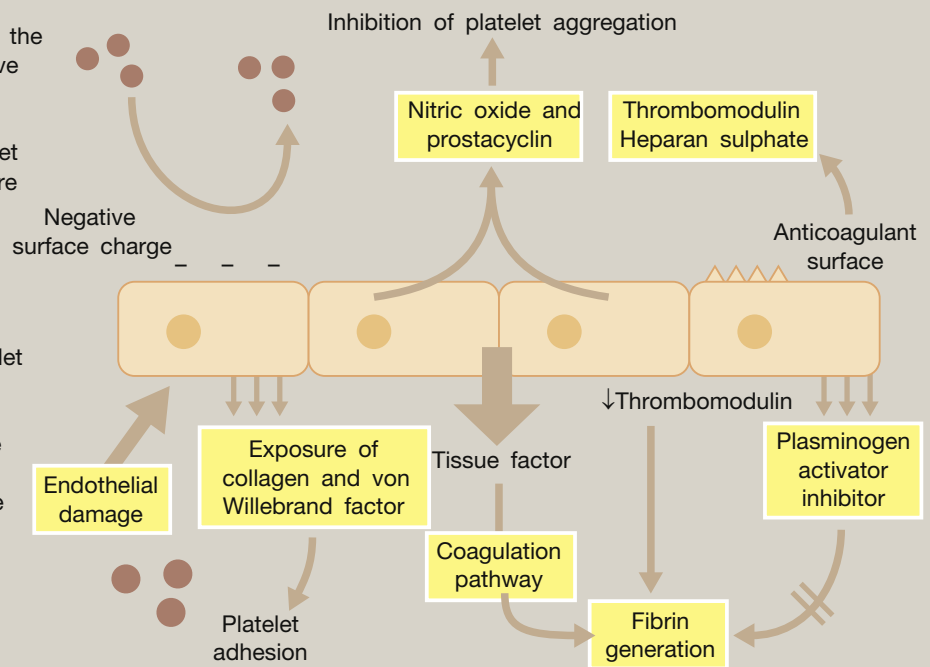 the
ve
et
re
let
e
e
Inhibition of platelet aggregation
Nitric oxide and
prostacyclin
Thrombomodulin
Heparan sulphate
Negative
surface charge
– – –
Anticoagulant
surface
↓Thrombomodulin
Endothelial
damage
Exposure of
collagen and von
Willebrand factor
Tissue factor
Plasminogen
activator
inhibitor
Coagulation
pathway
Platelet
adhesion
Fibrin
generation